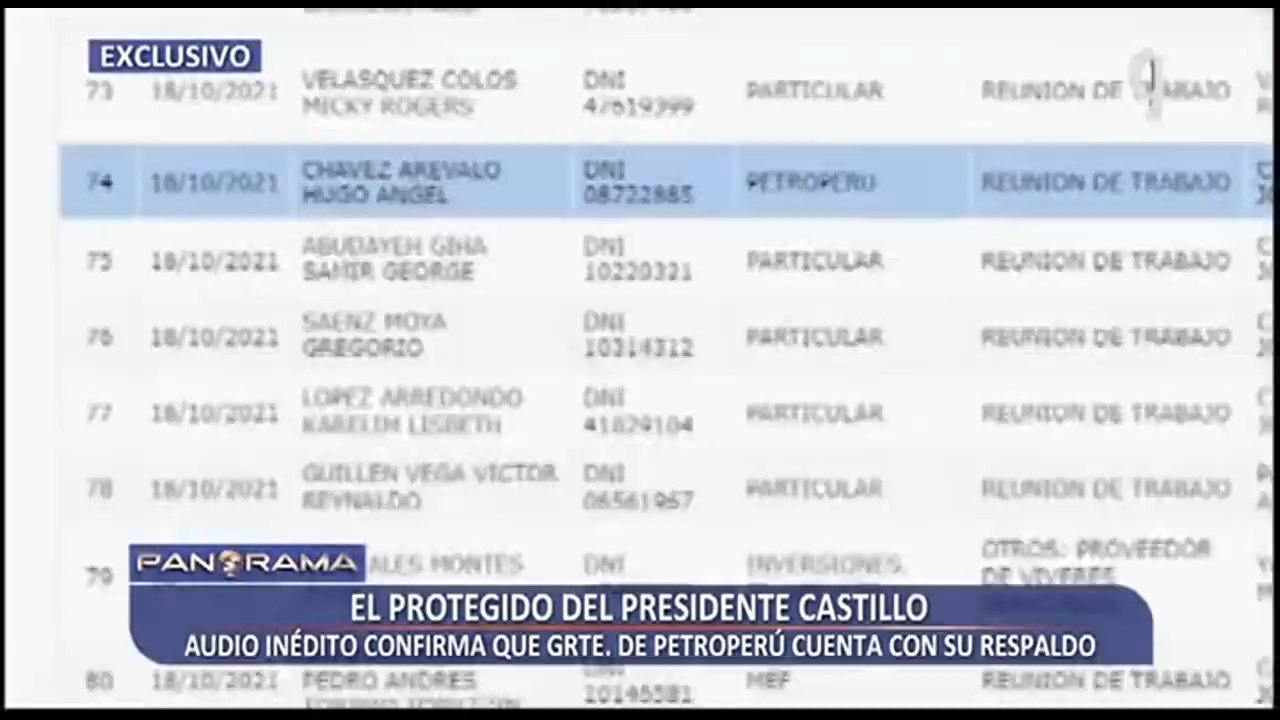 EXCLUSIVO
73 18/10/2021 VELASQUEZ COLOS DNI PARTICULAR REUNION DE TRABAJO
MICKY ROGERS 47619399
74 18/10/2021 CHAVEZ AREVALO DNI PETROPERU REUNION DE TRABAJO
HUGO ANGEL 08722885
75 18/10/2021 ABUDAYEH GIHA DNI PARTICULAR REUNION DE TRABAJO
SAMIR GEORGE 10220321
76 18/10/2021 SAENZ MOYA DNI PARTICULAR REUNION DE TRABAJO
GREGORIO 10314312
77 18/10/2021 LOPEZ ARREDONDO DNI PARTICULAR REUNION DE TRABAJO
KARELIM LISBETH 41829104
78 18/10/2021 GUILLEN VEGA VICTOR DNI PARTICULAR REUNION DE TRABAJO
REYNALDO 06561967
79 ALES MONTES DNI INVERSIONES OTROS: PROVEEDOR
DE VIVERES
PANORAMA
EL PROTEGIDO DEL PRESIDENTE CASTILLO
AUDIO INÉDITO CONFIRMA QUE GRTE. DE PETROPERÚ CUENTA CON SU RESPALDO
80 18/10/2021 PEDRO ANDRES MEF REUNION DE TRABAJO
10145381